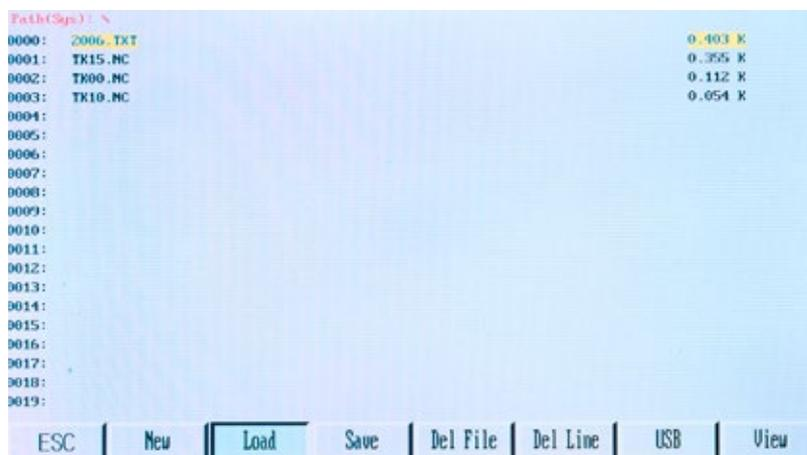 Path(Sys): \
0000: 2006.TXT 0.403 K
0001: TK15.NC 0.355 K
0002: TK00.NC 0.112 K
0003: TK10.NC 0.054 K
0004:
0005:
0006:
0007:
0008:
0009:
0010:
0011:
0012:
0013:
0014:
0015:
0016:
0017:
0018:
0019:
ESC New Load Save Del File Del Line USB View